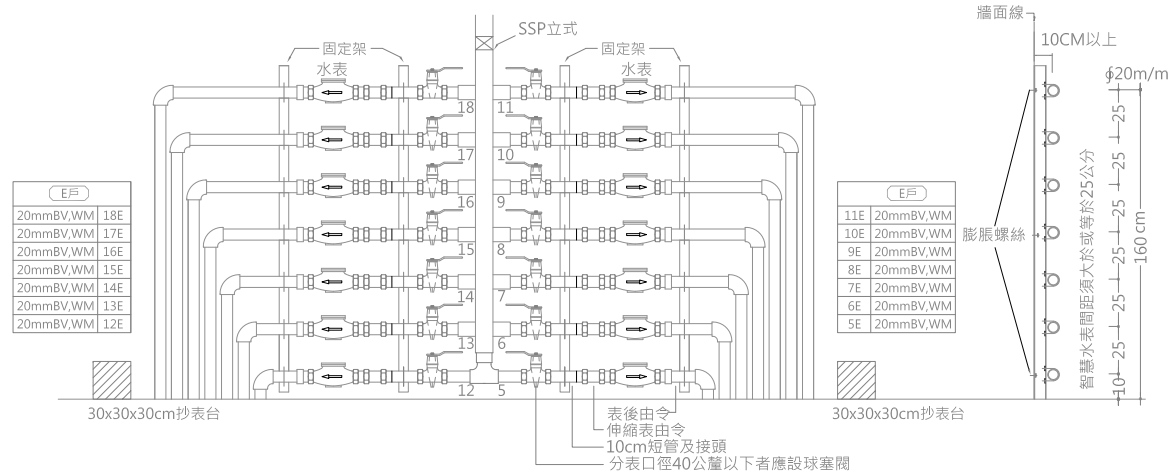 SSP立式
固定架
水表
固定架
水表
18
11
17
10
16
9
15
8
14
7
13
6
12
5
E戶
20mmBV,WM 18E
20mmBV,WM 17E
20mmBV,WM 16E
20mmBV,WM 15E
20mmBV,WM 14E
20mmBV,WM 13E
20mmBV,WM 12E
30x30x30cm抄表台
表後由令
伸縮表由令
10cm短管及接頭
分表口徑40公釐以下者應設球塞閥
E戶
11E 20mmBV,WM
10E 20mmBV,WM
9E 20mmBV,WM
8E 20mmBV,WM
7E 20mmBV,WM
6E 20mmBV,WM
5E 20mmBV,WM
30x30x30cm抄表台
牆面線
10CM以上
∮20m/m
膨脹螺絲
智慧水表間距須大於或等於25公分
25
25
25
25
25
25
10
160 cm